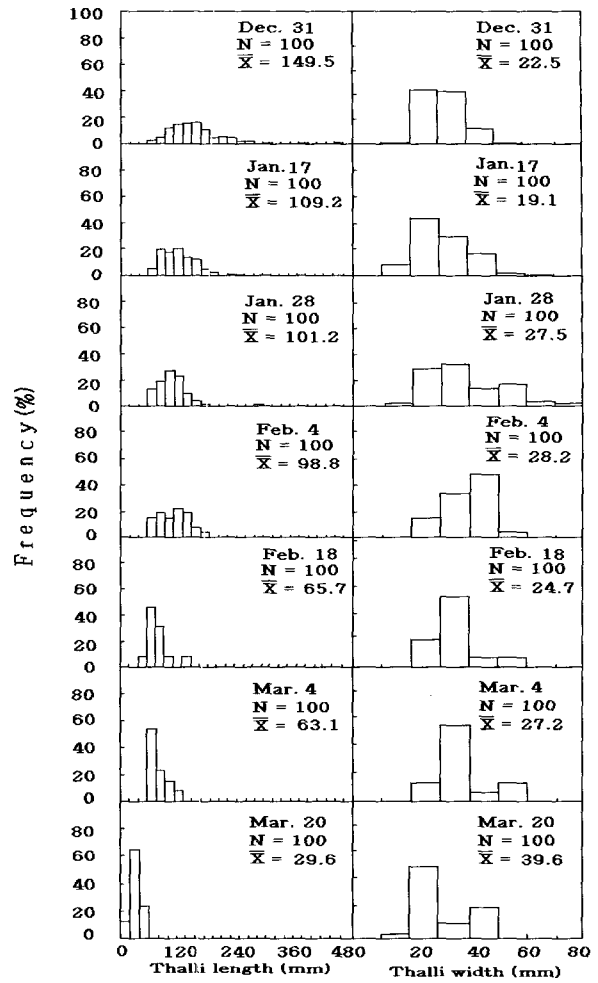 Frequency(%)
100
80
60
40
20
0
Dec. 31
N = 100
X̄ = 149.5
Dec. 31
N = 100
X̄ = 22.5
80
60
40
20
0
Jan.17
N = 100
X̄ = 109.2
Jan.17
N = 100
X̄ = 19.1
80
60
40
20
0
Jan. 28
N = 100
X̄ = 101.2
Jan. 28
N = 100
X̄ = 27.5
80
60
40
20
0
Feb. 4
N = 100
X̄ = 98.8
Feb. 4
N = 100
X̄ = 28.2
80
60
40
20
0
Feb. 18
N = 100
X̄ = 65.7
Feb. 18
N = 100
X̄ = 24.7
80
60
40
20
0
Mar. 4
N = 100
X̄ = 63.1
Mar. 4
N = 100
X̄ = 27.2
80
60
40
20
0
Mar. 20
N = 100
X̄ = 29.6
Mar. 20
N = 100
X̄ = 39.6
0 120 240 360 480
20 40 60 80
Thalli length (mm)
Thalli width (mm)